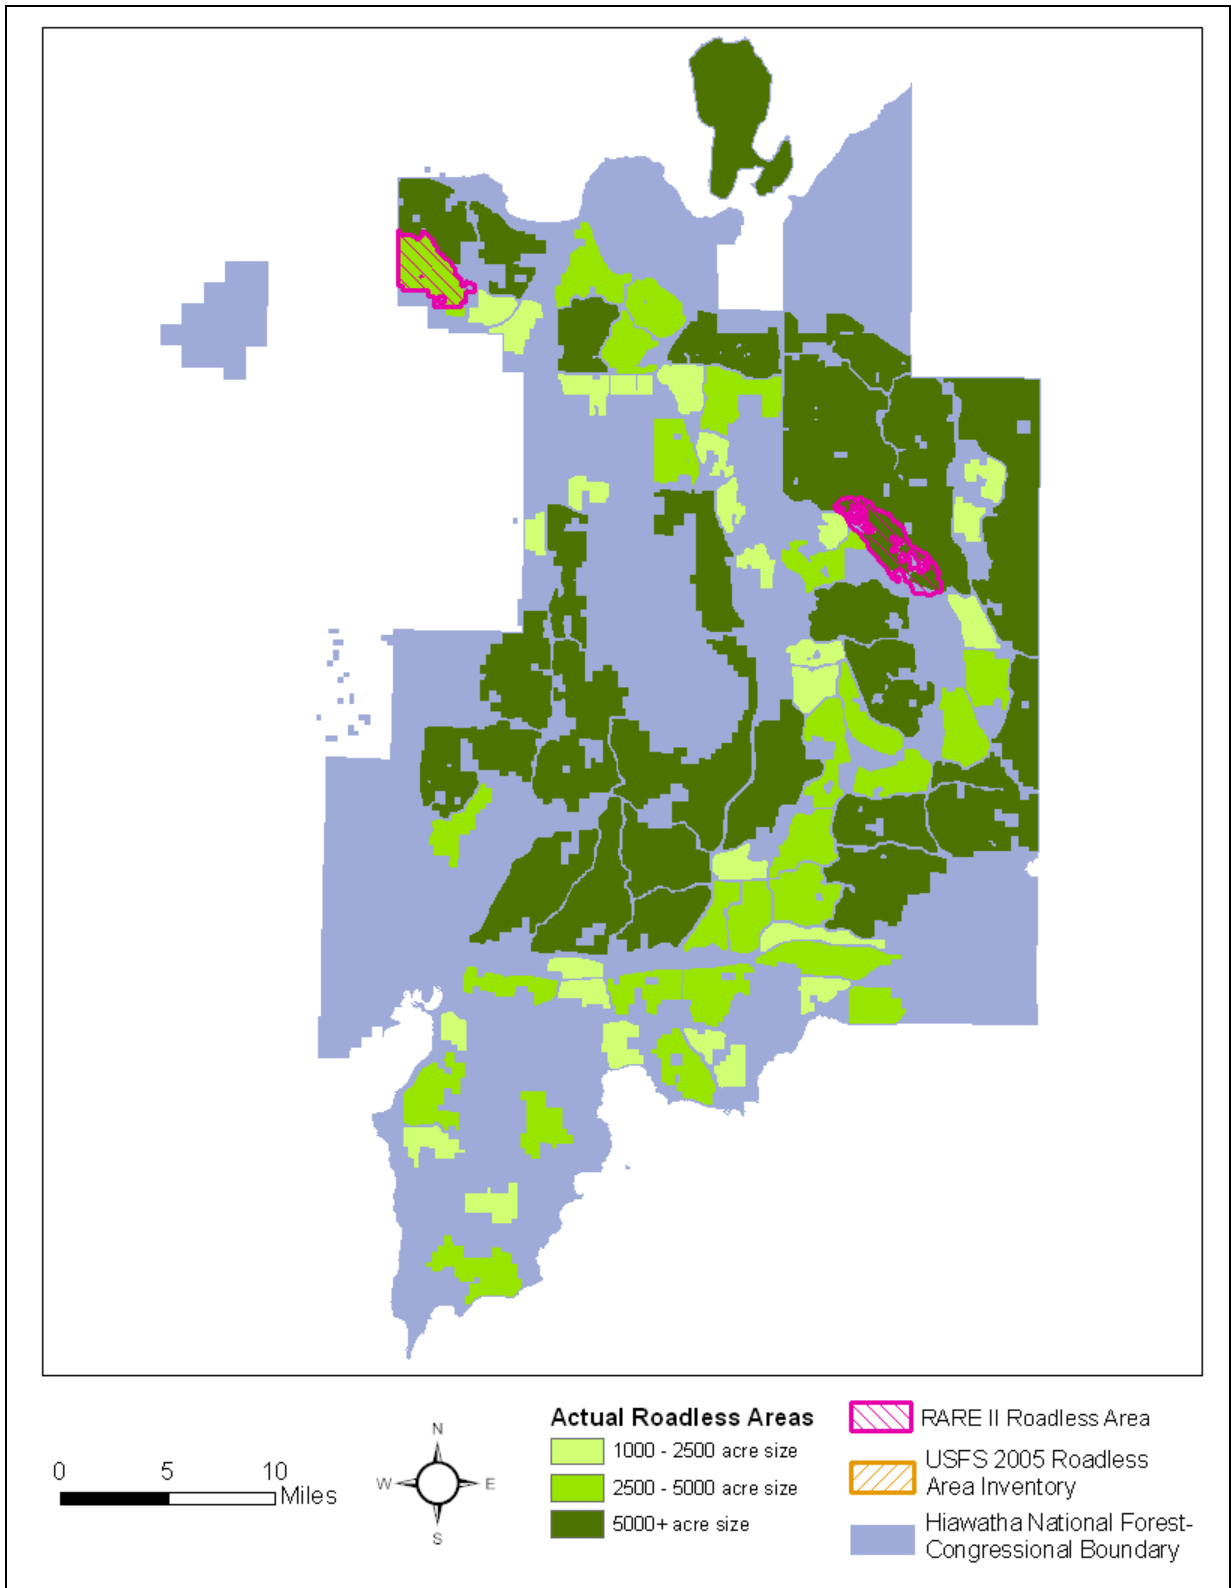 0 5 10
Miles
N
W E
S
Actual Roadless Areas
1000 - 2500 acre size
2500 - 5000 acre size
5000+ acre size
RARE II Roadless Area
USFS 2005 Roadless
Area Inventory
Hiawatha National Forest-
Congressional Boundary